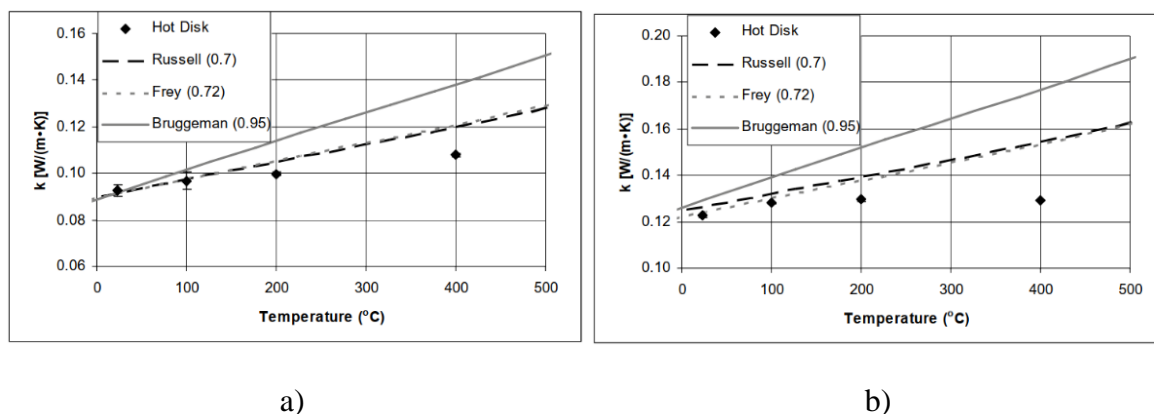 0.16
0.14
0.12
0.10
0.08
0.06
k [W/(m•K)]
Hot Disk
Russell (0.7)
Frey (0.72)
Bruggeman (0.95)
0 100 200 300 400 500
Temperature (°C)
a)
0.20
0.18
0.16
0.14
0.12
0.10
k [W/(m•K)]
Hot Disk
Russell (0.7)
Frey (0.72)
Bruggeman (0.95)
0 100 200 300 400 500
Temperature (°C)
b)